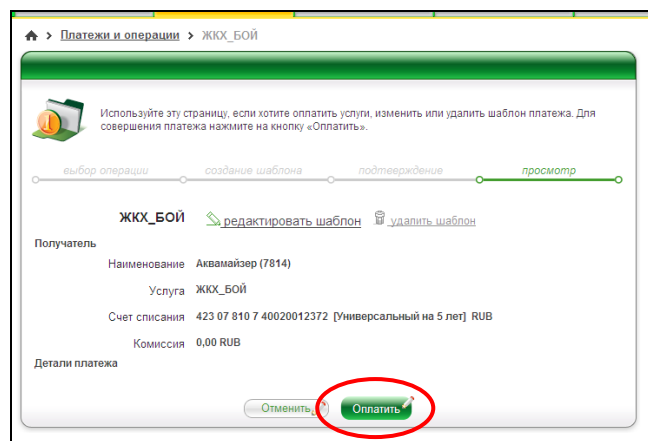 Платежи и операции > ЖКХ_БОЙ
Используйте эту страницу, если хотите оплатить услуги, изменить или удалить шаблон платежа. Для
совершения платежа нажмите на кнопку «Оплатить».
выбор операции создание шаблона подтверждение просмотр
ЖКХ_БОЙ редактировать шаблон удалить шаблон
Получатель
Наименование Аквамайзер (7814)
Услуга ЖКХ_БОЙ
Счет списания 423 07 810 7 40020012372 [Универсальный на 5 лет] RUB
Комиссия 0,00 RUB
Детали платежа
Отменить Оплатить